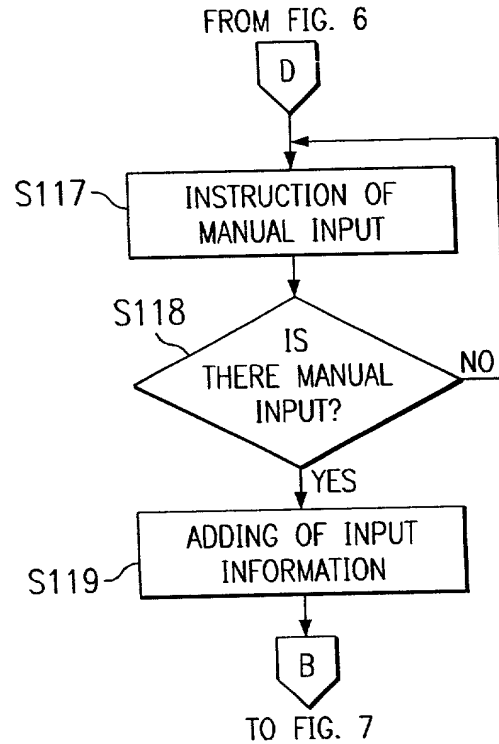 FROM FIG. 6
D
S117
INSTRUCTION OF
MANUAL INPUT
S118
IS
THERE MANUAL
INPUT?
NO
YES
S119
ADDING OF INPUT
INFORMATION
B
TO FIG. 7